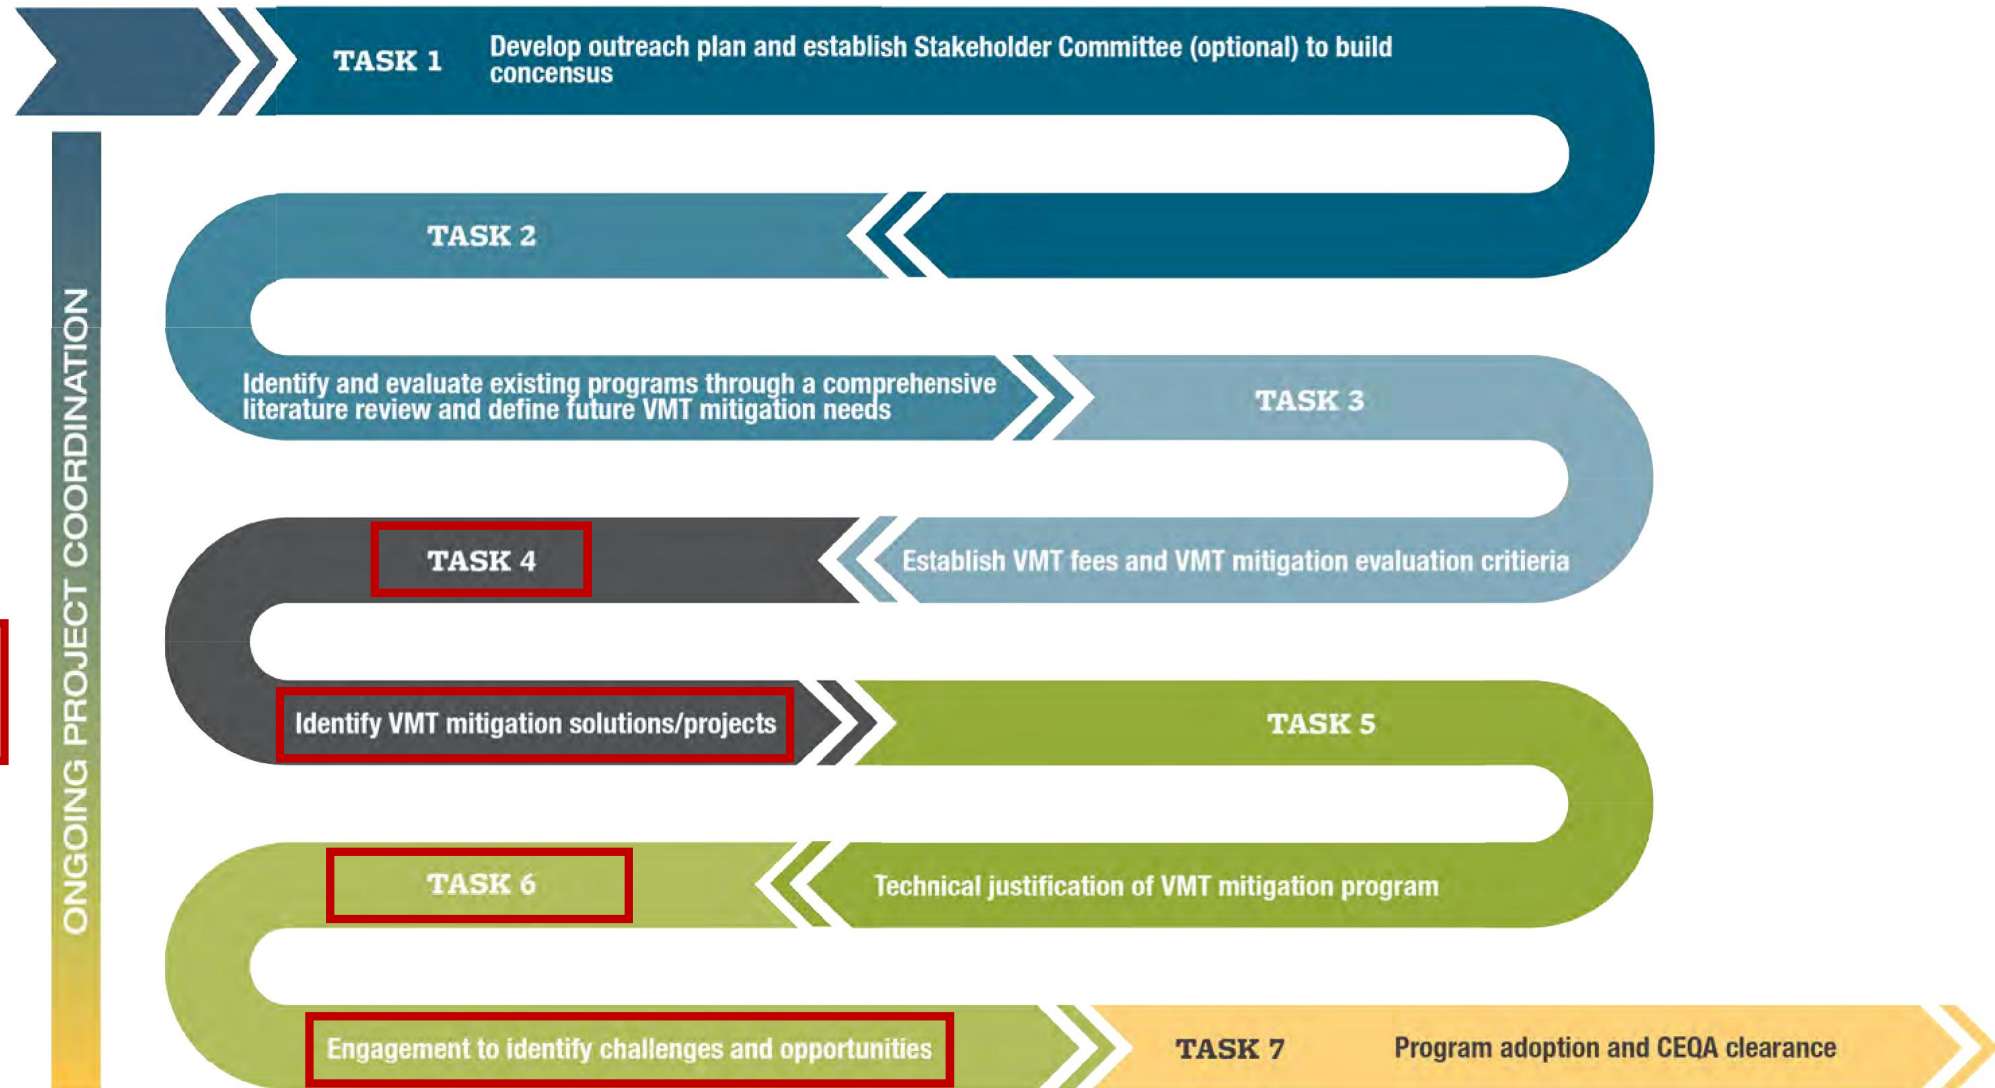 TASK 1
Develop outreach plan and establish Stakeholder Committee (optional) to build
concensus
TASK 2
Identify and evaluate existing programs through a comprehensive
literature review and define future VMT mitigation needs
TASK 3
Establish VMT fees and VMT mitigation evaluation critieria
TASK 4
Identify VMT mitigation solutions/projects
TASK 5
Technical justification of VMT mitigation program
TASK 6
Engagement to identify challenges and opportunities
TASK 7
Program adoption and CEQA clearance
ONGOING PROJECT COORDINATION